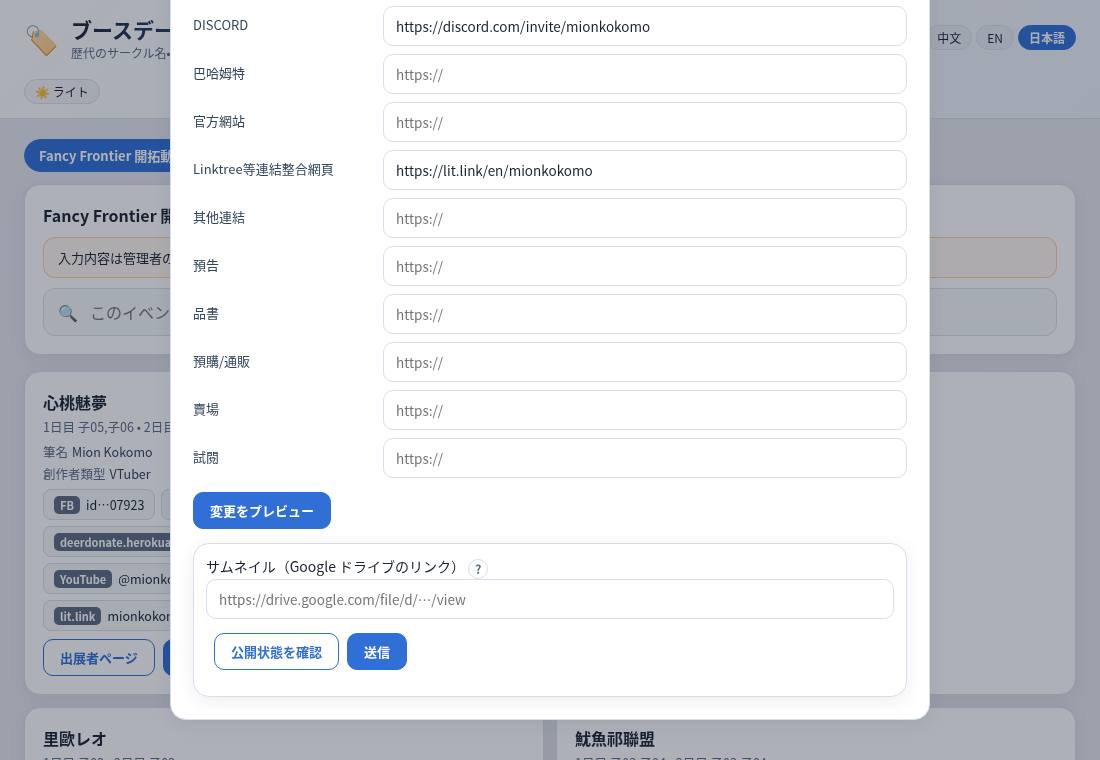 ブースデー
歴代のサークル名•
中文
EN
日本語
☀️ ライト
Fancy Frontier 開拓動
Fancy Frontier 開
入力内容は管理者の
このイベン
DISCORD
https://discord.com/invite/mionkokomo
巴哈姆特
https://
官方網站
https://
Linktree等連結整合網頁
https://lit.link/en/mionkokomo
其他連結
https://
預告
https://
品書
https://
預購/通販
https://
賣場
https://
試閱
https://
変更をプレビュー
サムネイル（Google ドライブのリンク） ?
https://drive.google.com/file/d/…/view
公開状態を確認
送信
心桃魅夢
1日目 子05,子06 • 2日目
筆名 Mion Kokomo
創作者類型 VTuber
FB id…07923
deerdonate.heroku
YouTube @mionk
lit.link mionkoko
出展者ページ
里歐レオ
魷魚祁聯盟